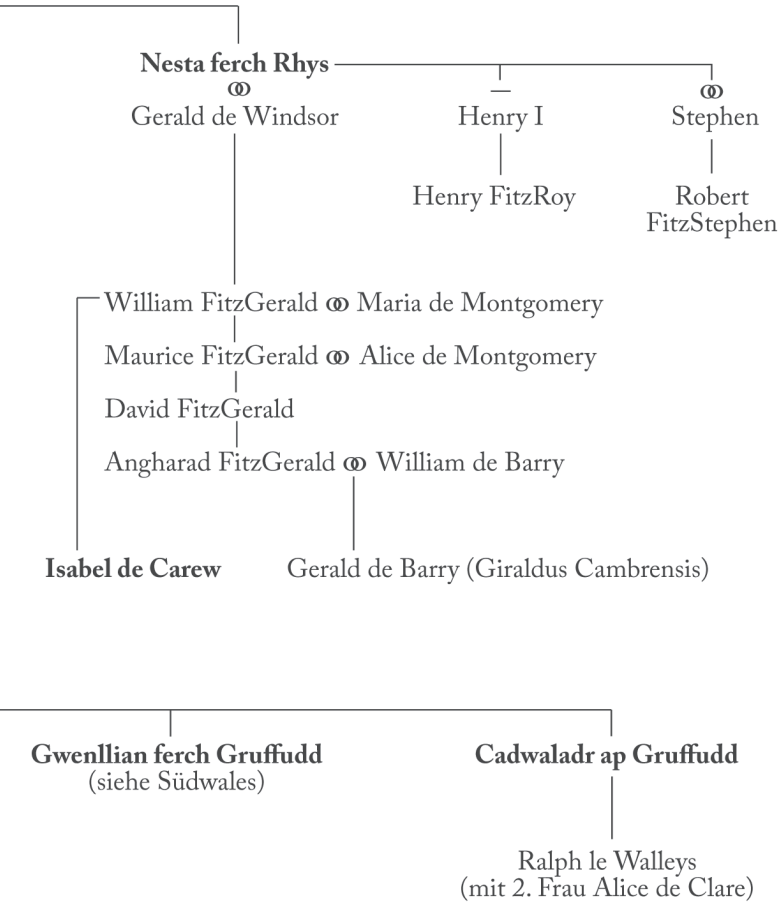 Nesta ferch Rhys
Gerald de Windsor
Henry I
Stephen
Henry FitzRoy
Robert
FitzStephen
William FitzGerald ⚭ Maria de Montgomery
Maurice FitzGerald ⚭ Alice de Montgomery
David FitzGerald
Angharad FitzGerald ⚭ William de Barry
Isabel de Carew
Gerald de Barry (Giraldus Cambrensis)
Gwenllian ferch Gruffudd
(siehe Südwales)
Cadwaladr ap Gruffudd
Ralph le Walleys
(mit 2. Frau Alice de Clare)